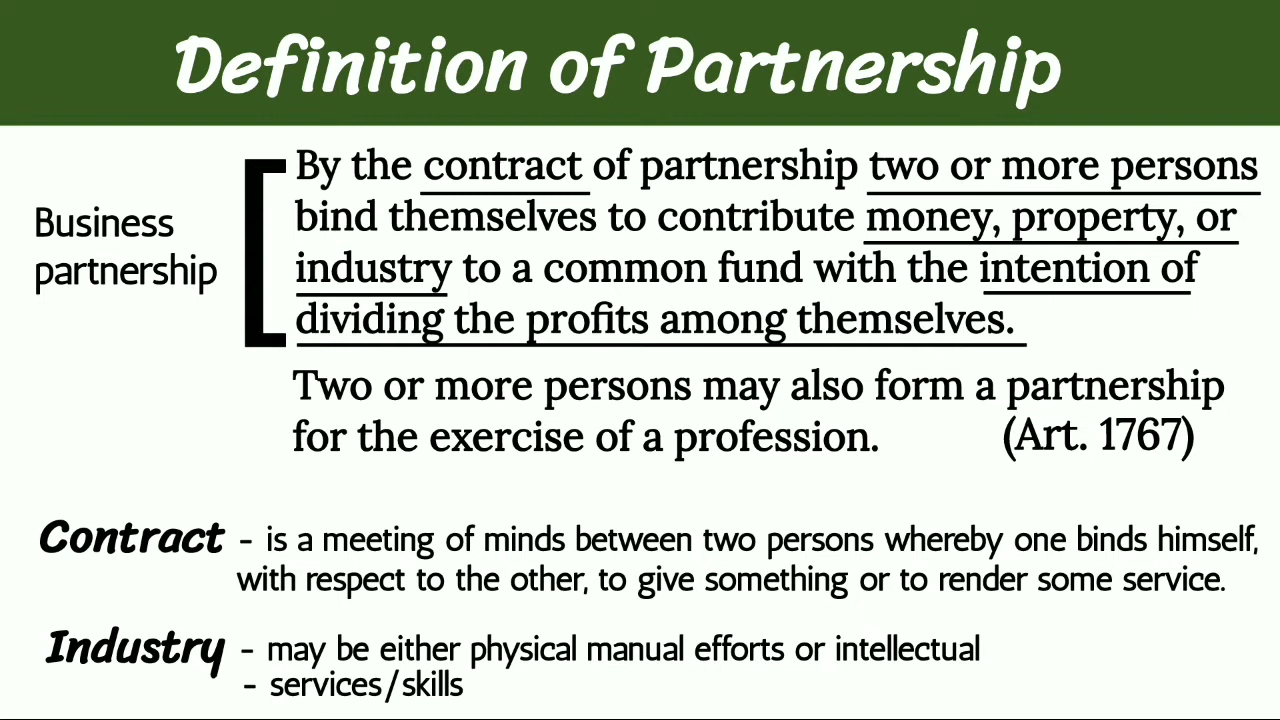 Definition of Partnership
Business
partnership
By the contract of partnership two or more persons
bind themselves to contribute money, property, or
industry to a common fund with the intention of
dividing the profits among themselves.
Two or more persons may also form a partnership
for the exercise of a profession. (Art. 1767)
Contract - is a meeting of minds between two persons whereby one binds himself,
with respect to the other, to give something or to render some service.
Industry - may be either physical manual efforts or intellectual
- services/skills